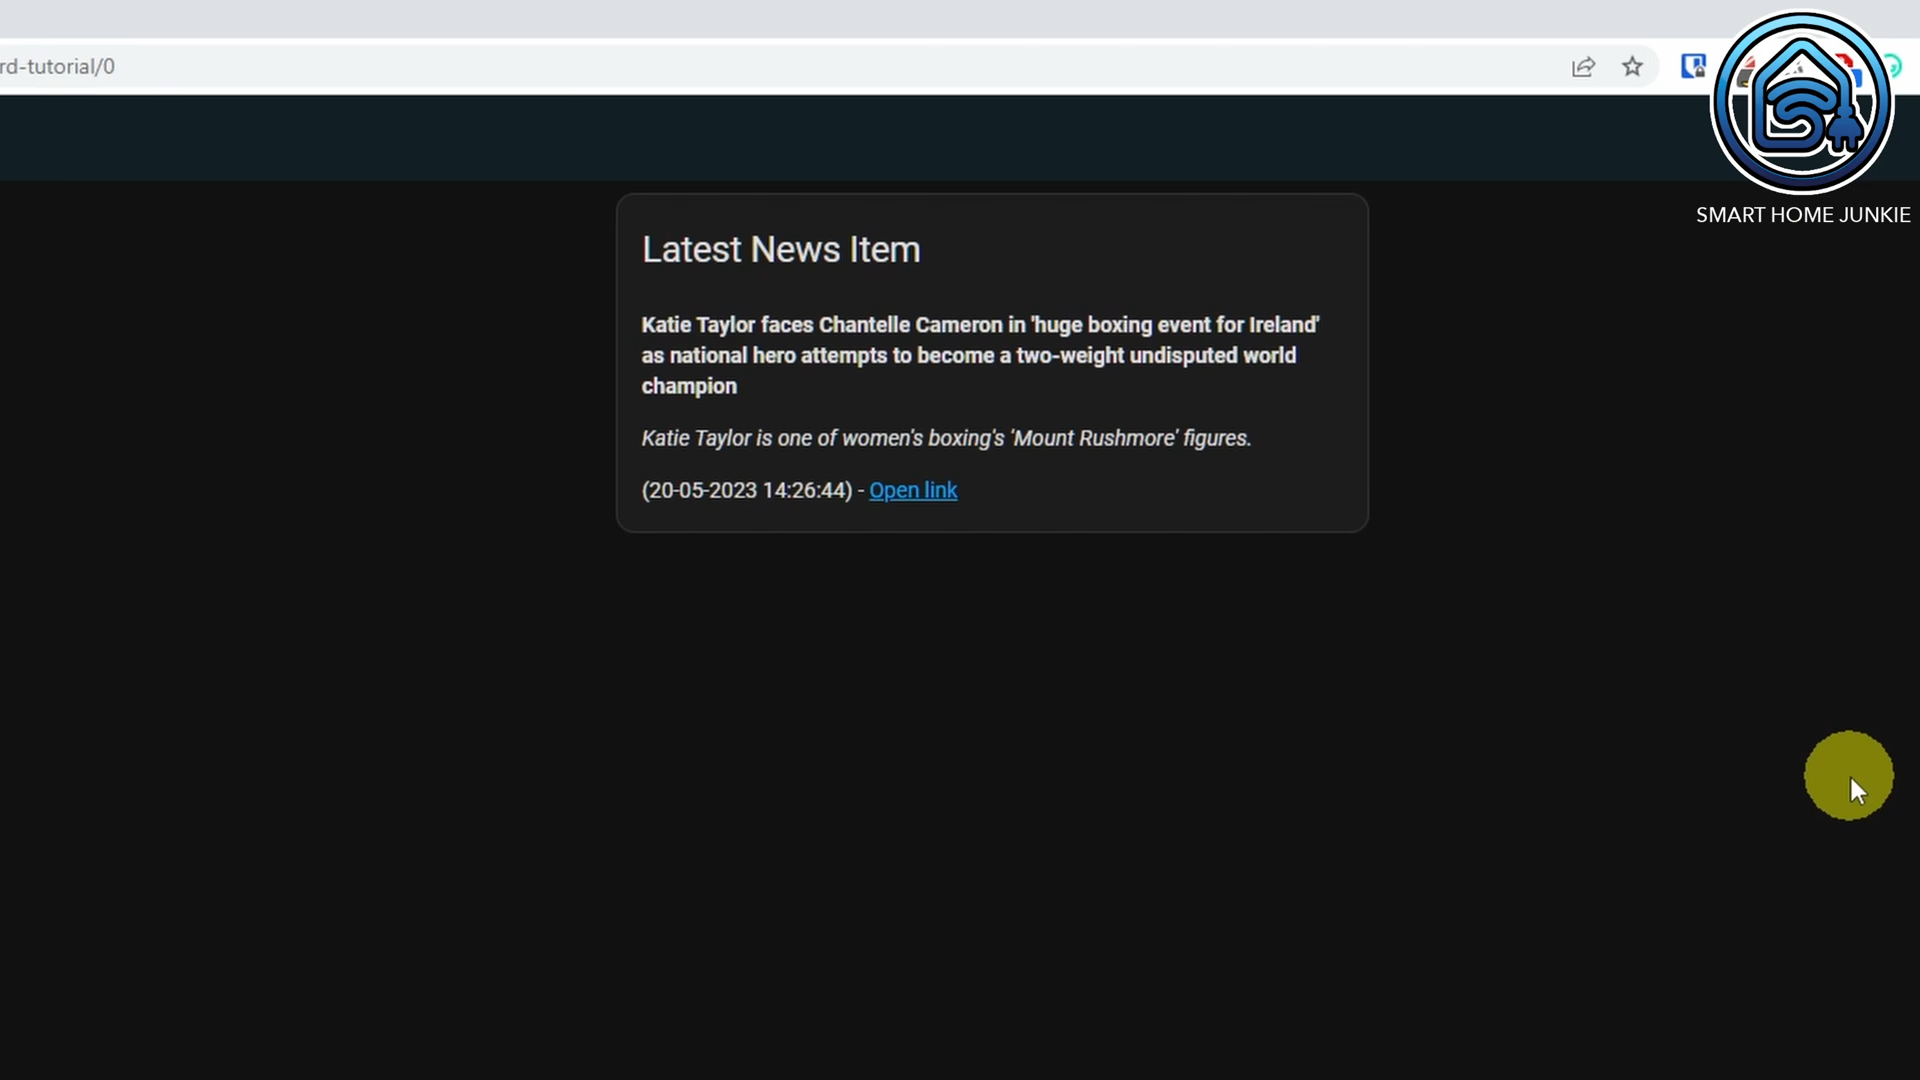 rd-tutorial/0
SMART HOME JUNKIE
Latest News Item
Katie Taylor faces Chantelle Cameron in 'huge boxing event for Ireland'
as national hero attempts to become a two-weight undisputed world
champion
Katie Taylor is one of women's boxing's 'Mount Rushmore' figures.
(20-05-2023 14:26:44) - Open link